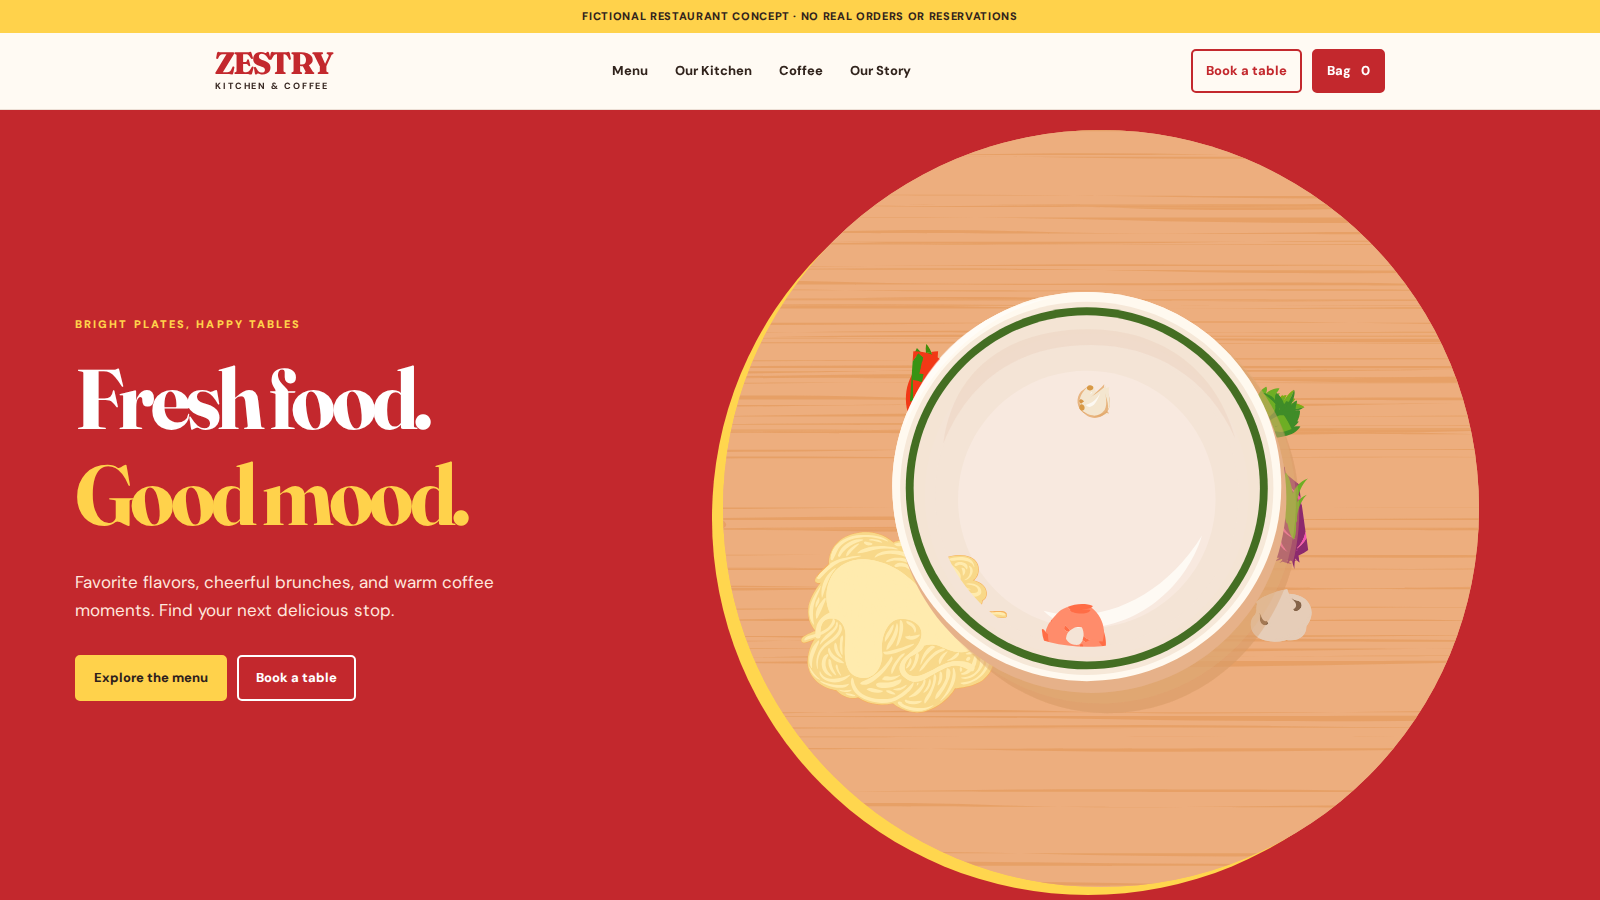 FICTIONAL RESTAURANT CONCEPT · NO REAL ORDERS OR RESERVATIONS
ZESTRY
KITCHEN & COFFEE
Menu
Our Kitchen
Coffee
Our Story
Book a table
Bag 0
BRIGHT PLATES, HAPPY TABLES
Fresh food.
Good mood.
Favorite flavors, cheerful brunches, and warm coffee
moments. Find your next delicious stop.
Explore the menu
Book a table